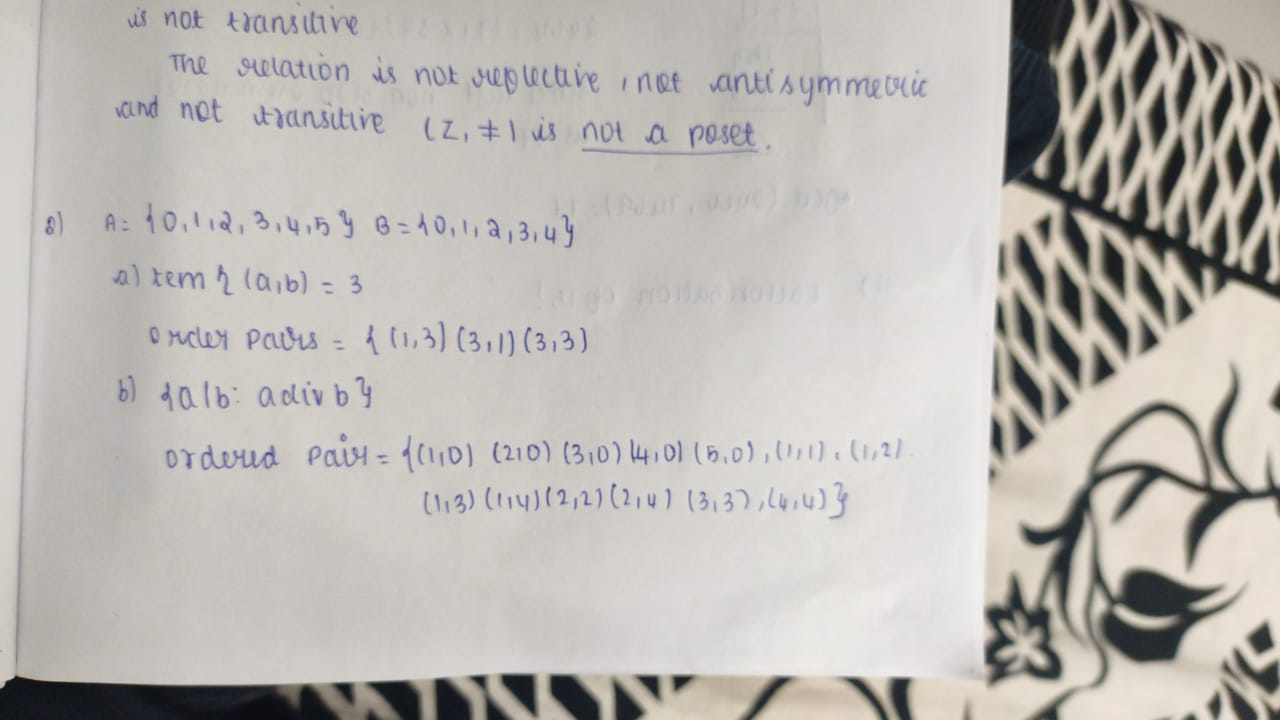 is not transitive
The relation is not reflective, not antisymmetric
and not transitive (Z, ≠) is not a poset.
2) A = {0,1,2,3,4,5} B = {0,1,2,3,4}
a) (a,b) = 3
order pairs = { (1,3) (3,1) (3,3)
b) {a|b: a div b}
ordered pair = {(1,0) (2,0) (3,0) (4,0) (5,0), (1,1), (1,2)
(1,3) (1,4) (2,2) (2,4) (3,3), (4,4)}